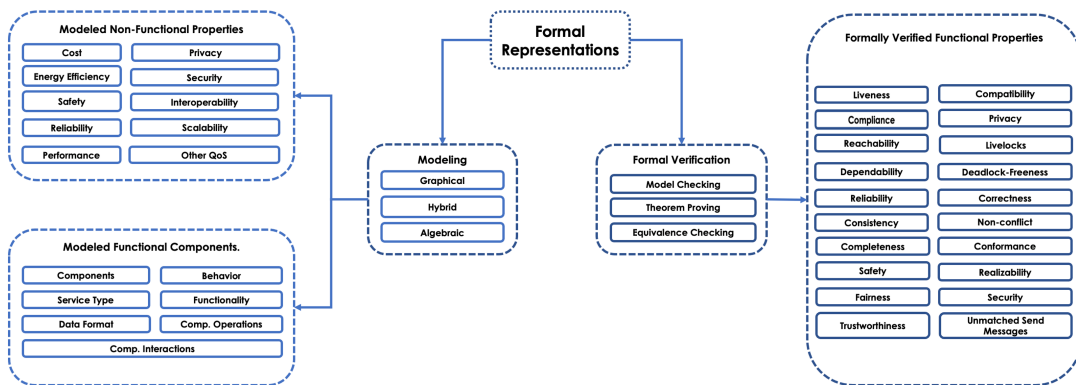 Formal
Representations
Modeled Non-Functional Properties
Cost
Privacy
Energy Efficiency
Security
Safety
Interoperability
Reliability
Scalability
Performance
Other QoS
Modeled Functional Components.
Components
Behavior
Service Type
Functionality
Data Format
Comp. Operations
Comp. Interactions
Modeling
Graphical
Hybrid
Algebraic
Formal Verification
Model Checking
Theorem Proving
Equivalence Checking
Formally Verified Functional Properties
Liveness
Compatibility
Compliance
Privacy
Reachability
Livelocks
Dependability
Deadlock-Freeness
Reliability
Correctness
Consistency
Non-conflict
Completeness
Conformance
Safety
Realizability
Fairness
Security
Trustworthiness
Unmatched Send
Messages